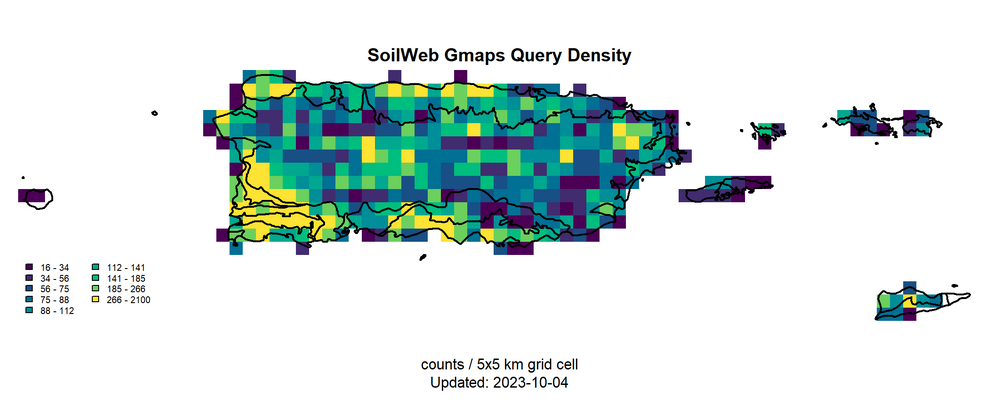 SoilWeb Gmaps Query Density
16 - 34
34 - 56
56 - 75
75 - 88
88 - 112
112 - 141
141 - 185
185 - 266
266 - 2100
counts / 5x5 km grid cell
Updated: 2023-10-04